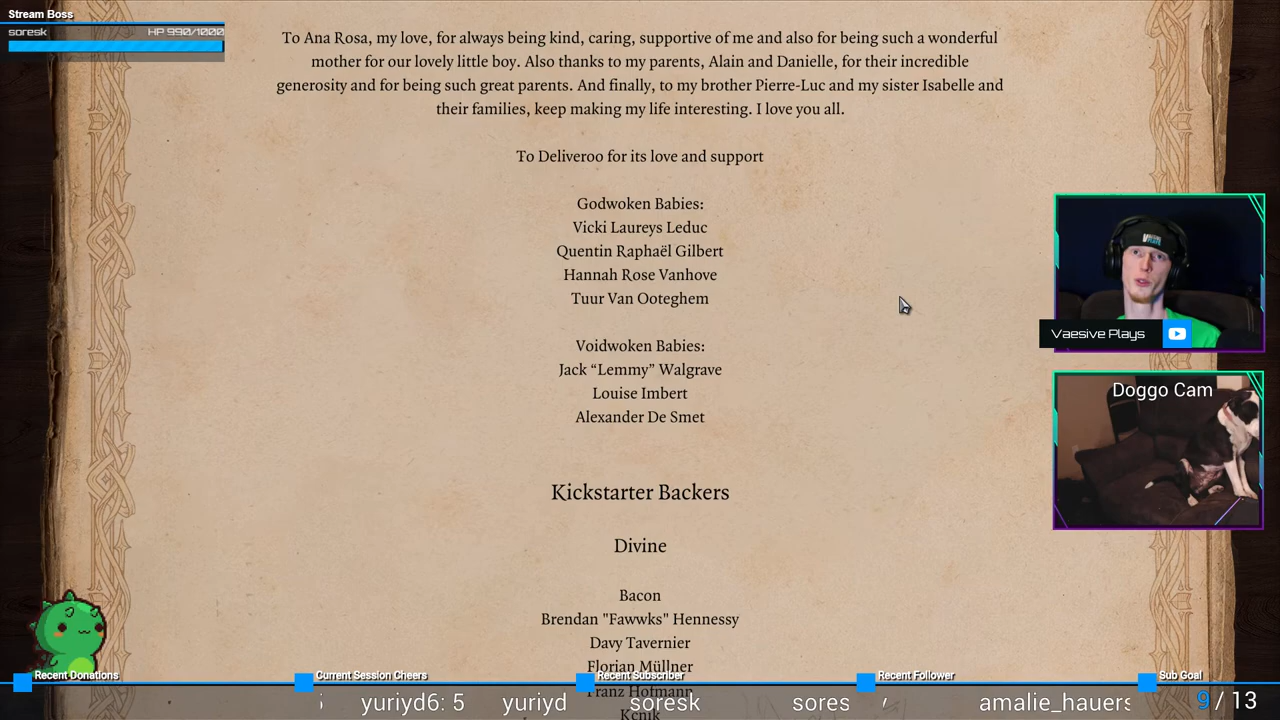 Stream Boss
soresk HP 990/1000
To Ana Rosa, my love, for always being kind, caring, supportive of me and also for being such a wonderful
mother for our lovely little boy. Also thanks to my parents, Alain and Danielle, for their incredible
generosity and for being such great parents. And finally, to my brother Pierre-Luc and my sister Isabelle and
their families, keep making my life interesting. I love you all.
To Deliveroo for its love and support
Godwoken Babies:
Vicki Laureys Leduc
Quentin Raphaël Gilbert
Hannah Rose Vanhove
Tuur Van Ooteghem
Voidwoken Babies:
Jack “Lemmy” Walgrave
Louise Imbert
Alexander De Smet
Vaesive Plays
Doggo Cam
Kickstarter Backers
Divine
Bacon
Brendan "Fawwks" Hennessy
Davy Tavernier
Florian Müllner
Franz Hofmann
Kcnik
Recent Donations
Current Session Cheers
Recent Subscriber
Recent Follower
Sub Goal
yuriyd6: 5 yuriyd soresk sores amalie_hauers 9 / 13